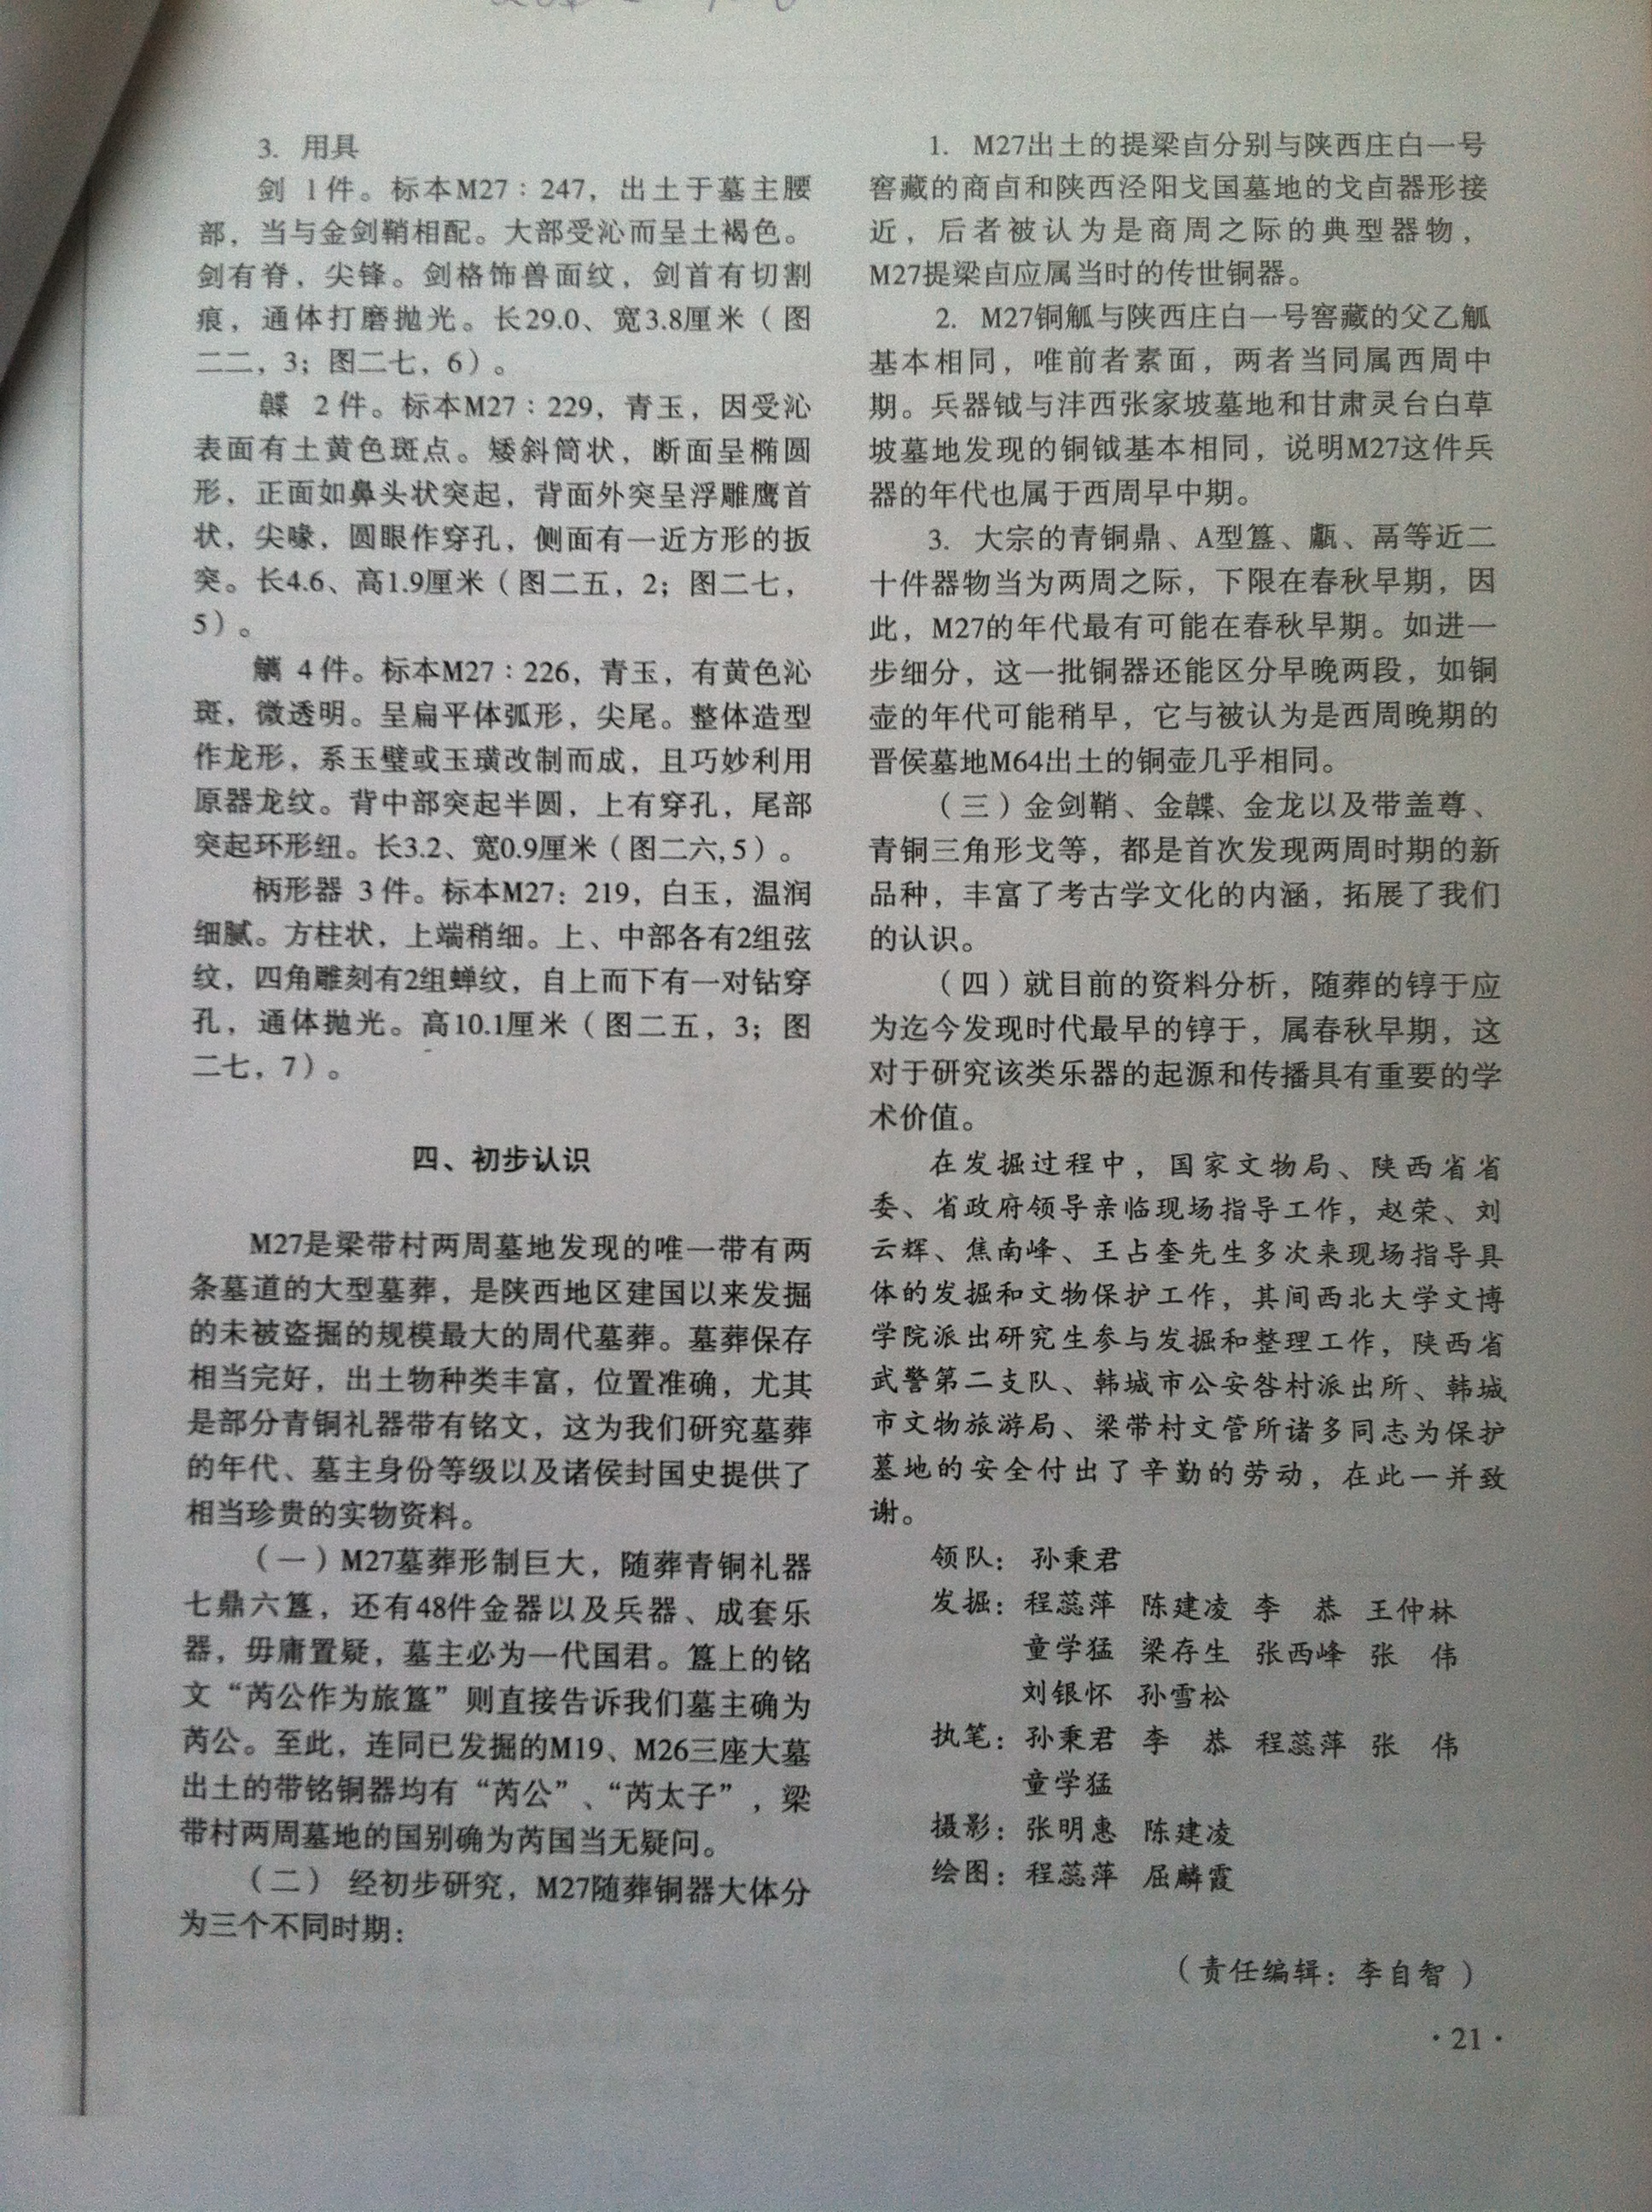 3. 用具
剑 1件。标本M27：247，出土于墓主腰
部，当与金剑鞘相配。大部受沁而呈土褐色。
剑有脊，尖锋。剑格饰兽面纹，剑首有切割
痕，通体打磨抛光。长29.0、宽3.8厘米（图
二二，3；图二七，6）。
韘 2件。标本M27：229，青玉，因受沁
表面有土黄色斑点。矮斜筒状，断面呈椭圆
形，正面如鼻头状突起，背面外突呈浮雕鹰首
状，尖喙，圆眼作穿孔，侧面有一近方形的扳
突。长4.6、高1.9厘米（图二五，2；图二七，
5）。
4件。标本M27：226，青玉，有黄色沁
斑，微透明。呈扁平体弧形，尖尾。整体造型
作龙形，系玉璧或玉璜改制而成，且巧妙利用
原器龙纹。背中部突起半圆，上有穿孔，尾部
突起环形纽。长3.2、宽0.9厘米（图二六,5）。
柄形器 3件。标本M27：219，白玉，温润
细腻。方柱状，上端稍细。上、中部各有2组弦
纹，四角雕刻有2组蝉纹，自上而下有一对钻穿
孔，通体抛光。高10.1厘米（图二五，3；图
二七，7）。
四、初步认识
M27是梁带村两周墓地发现的唯一带有两
条墓道的大型墓葬，是陕西地区建国以来发掘
的未被盗掘的规模最大的周代墓葬。墓葬保存
相当完好，出土物种类丰富，位置准确，尤其
是部分青铜礼器带有铭文，这为我们研究墓葬
的年代、墓主身份等级以及诸侯封国史提供了
相当珍贵的实物资料。
（一）M27墓葬形制巨大，随葬青铜礼器
七鼎六簋，还有48件金器以及兵器、成套乐
器，毋庸置疑，墓主必为一代国君。簋上的铭
文“芮公作为旅簋”则直接告诉我们墓主确为
芮公。至此，连同已发掘的M19、M26三座大墓
出土的带铭铜器均有“芮公”、“芮太子”，梁
带村两周墓地的国别确为芮国当无疑问。
（二） 经初步研究，M27随葬铜器大体分
为三个不同时期：
1. M27出土的提梁卣分别与陕西庄白一号
窖藏的商卣和陕西泾阳戈国墓地的戈卣器形接
近，后者被认为是商周之际的典型器物，
M27提梁卣应属当时的传世铜器。
2. M27铜觚与陕西庄白一号窖藏的父乙觚
基本相同，唯前者素面，两者当同属西周中
期。兵器钺与沣西张家坡墓地和甘肃灵台白草
坡墓地发现的铜钺基本相同，说明M27这件兵
器的年代也属于西周早中期。
3. 大宗的青铜鼎、A型簋、甗、鬲等近二
十件器物当为两周之际，下限在春秋早期，因
此，M27的年代最有可能在春秋早期。如进一
步细分，这一批铜器还能区分早晚两段，如铜
壶的年代可能稍早，它与被认为是西周晚期的
晋侯墓地M64出土的铜壶几乎相同。
（三）金剑鞘、金韘、金龙以及带盖尊、
青铜三角形戈等，都是首次发现两周时期的新
品种，丰富了考古学文化的内涵，拓展了我们
的认识。
（四）就目前的资料分析，随葬的錞于应
为迄今发现时代最早的錞于，属春秋早期，这
对于研究该类乐器的起源和传播具有重要的学
术价值。
在发掘过程中，国家文物局、陕西省省
委、省政府领导亲临现场指导工作，赵荣、刘
云辉、焦南峰、王占奎先生多次来现场指导具
体的发掘和文物保护工作，其间西北大学文博
学院派出研究生参与发掘和整理工作，陕西省
武警第二支队、韩城市公安昝村派出所、韩城
市文物旅游局、梁带村文管所诸多同志为保护
墓地的安全付出了辛勤的劳动，在此一并致
谢。
领队：孙秉君
发掘：程蕊萍 陈建凌 李 恭 王仲林
童学猛 梁存生 张西峰 张 伟
刘银怀 孙雪松
执笔：孙秉君 李 恭 程蕊萍 张 伟
童学猛
摄影：张明惠 陈建凌
绘图：程蕊萍 屈麟霞
（责任编辑：李自智）
·21·